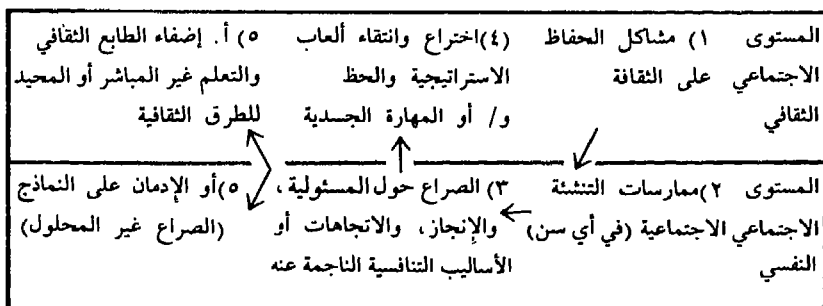 المستوى ١) مشاكل الحفاظ (٤)اختراع وانتقاء ألعاب ٥) أ. إضفاء الطابع الثقافي
الاجتماعي على الثقافة الاستراتيجية والحظ والتعلم غير المباشر أو المحيد
الثقافي و/ أو المهارة الجسدية للطرق الثقافية
المستوى ٢)ممارسات التنشئة ٣) الصراع حول المسئولية، ٥)أو الإدمان على النماذج
الاجتماعي الاجتماعية (في أي سن) والإنجاز، والاتجاهات أو (الصراع غير المحلول)
النفسي الأساليب التنافسية الناجمة عنه